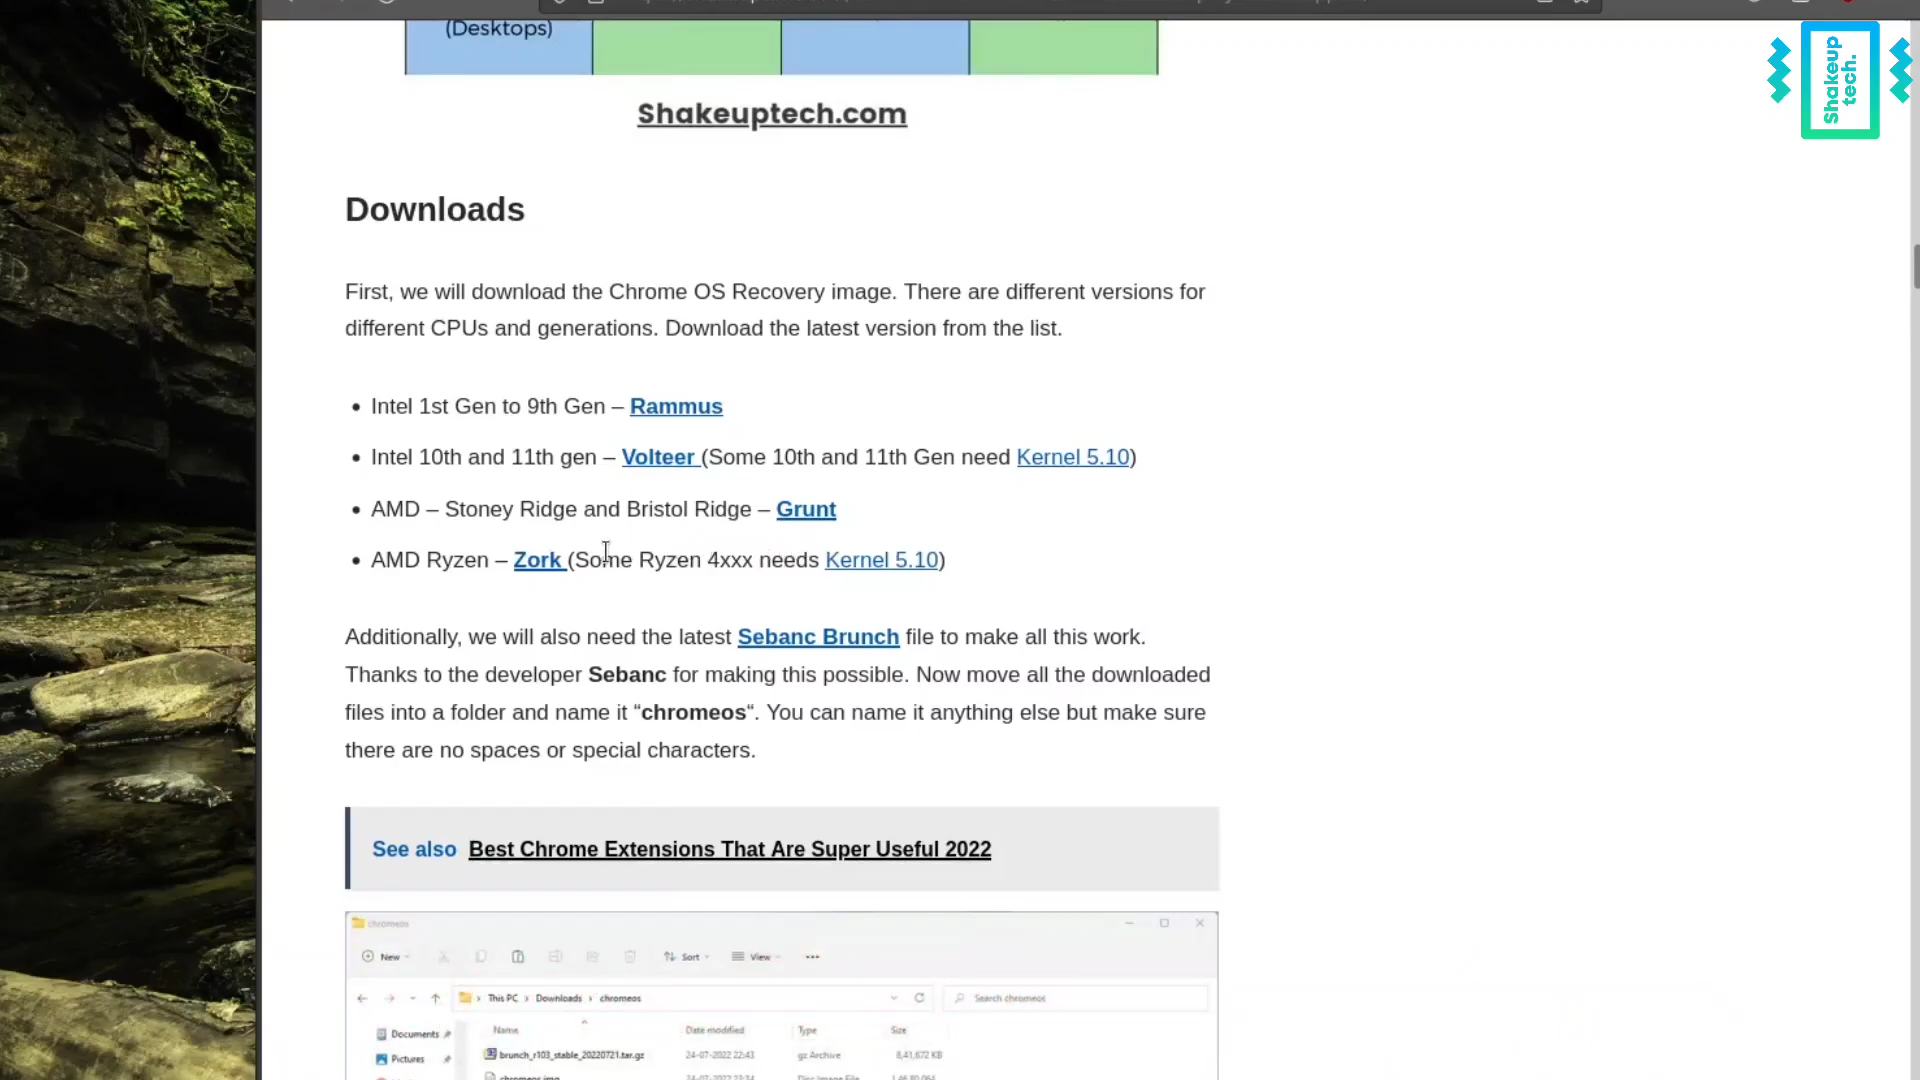 (Desktops)
Shakeuptech.com
Shakeup
tech.
Downloads
First, we will download the Chrome OS Recovery image. There are different versions for
different CPUs and generations. Download the latest version from the list.
• Intel 1st Gen to 9th Gen – Rammus
• Intel 10th and 11th gen – Volteer (Some 10th and 11th Gen need Kernel 5.10)
• AMD – Stoney Ridge and Bristol Ridge – Grunt
• AMD Ryzen – Zork (Some Ryzen 4xxx needs Kernel 5.10)
Additionally, we will also need the latest Sebanc Brunch file to make all this work.
Thanks to the developer Sebanc for making this possible. Now move all the downloaded
files into a folder and name it “chromeos“. You can name it anything else but make sure
there are no spaces or special characters.
See also Best Chrome Extensions That Are Super Useful 2022
chromeos
New Sort View
This PC › Downloads › chromeos Search chromeos
Name Date modified Type Size
Documents
brunch_r103_stable_20220721.tar.gz 24-07-2022 22:43 gz Archive 8,41,672 KB
Pictures